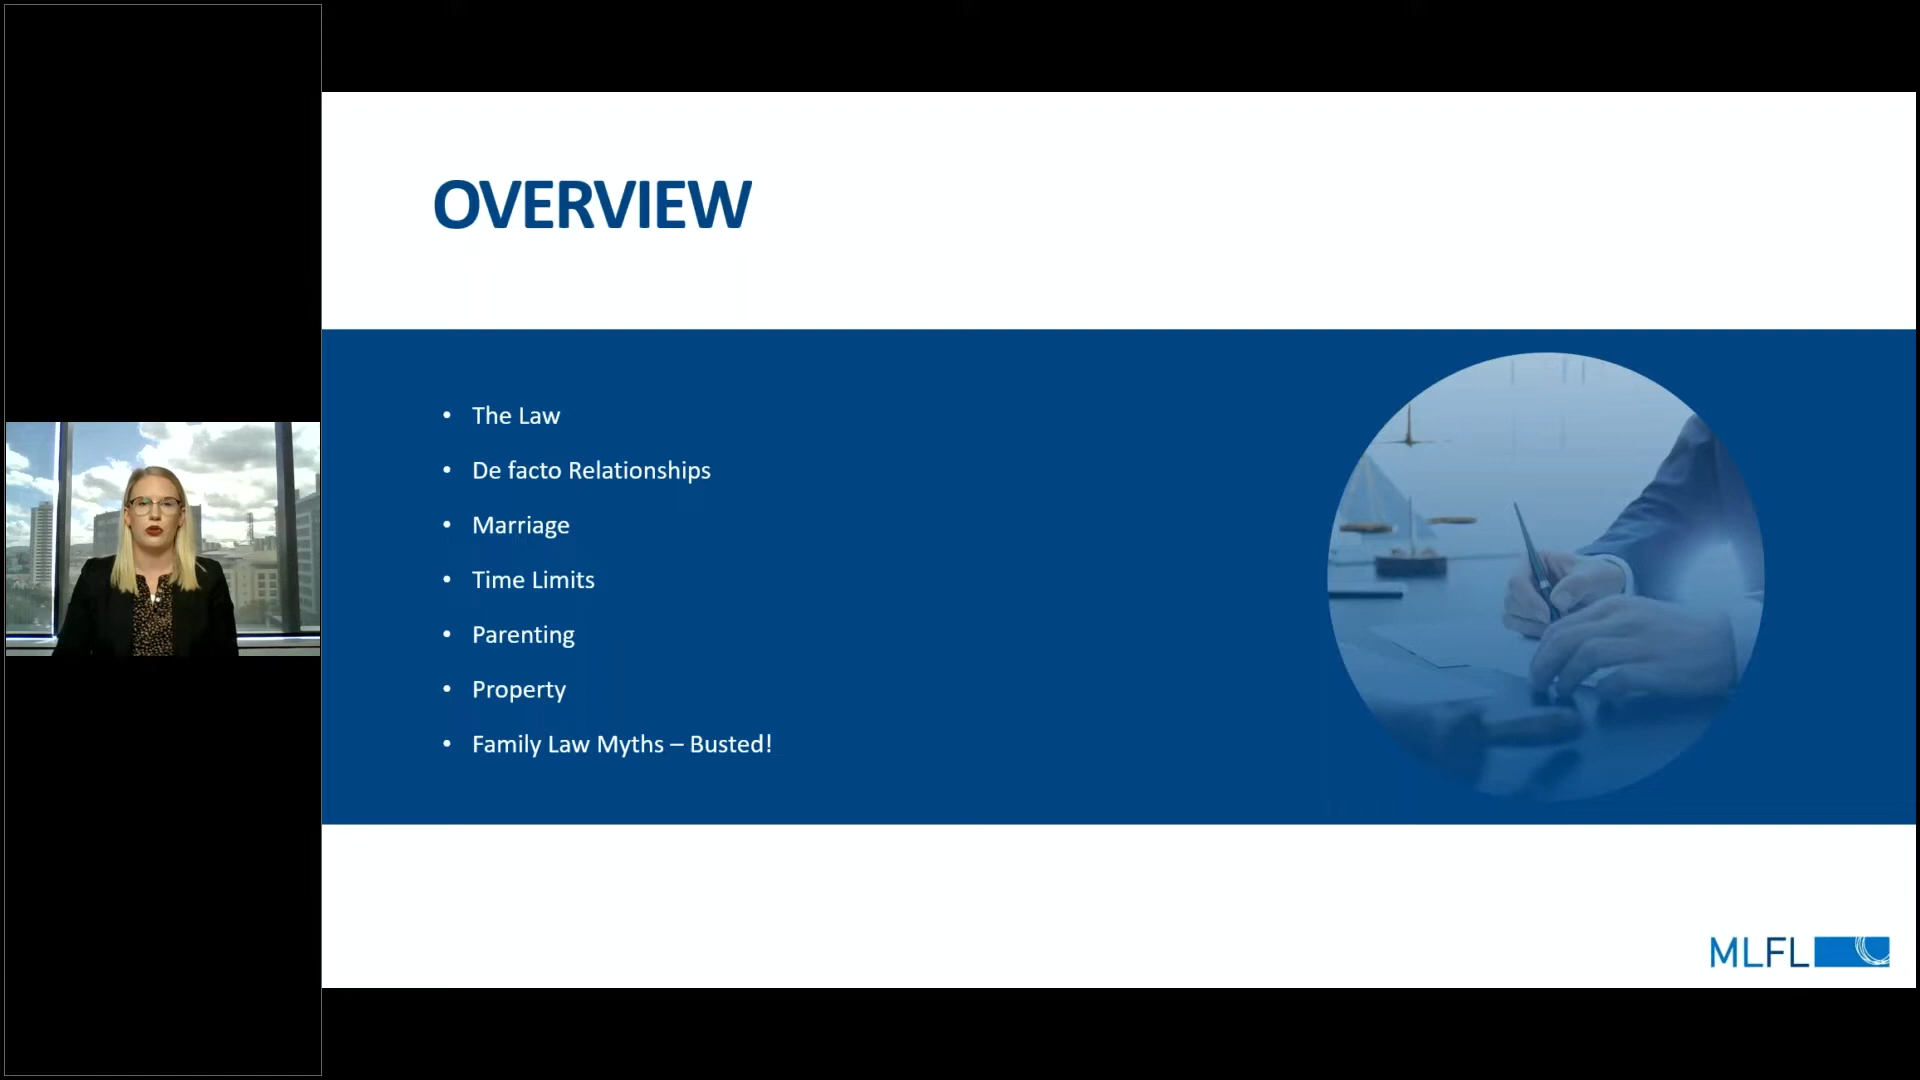 OVERVIEW
• The Law
• De facto Relationships
• Marriage
• Time Limits
• Parenting
• Property
• Family Law Myths – Busted!
MLFL